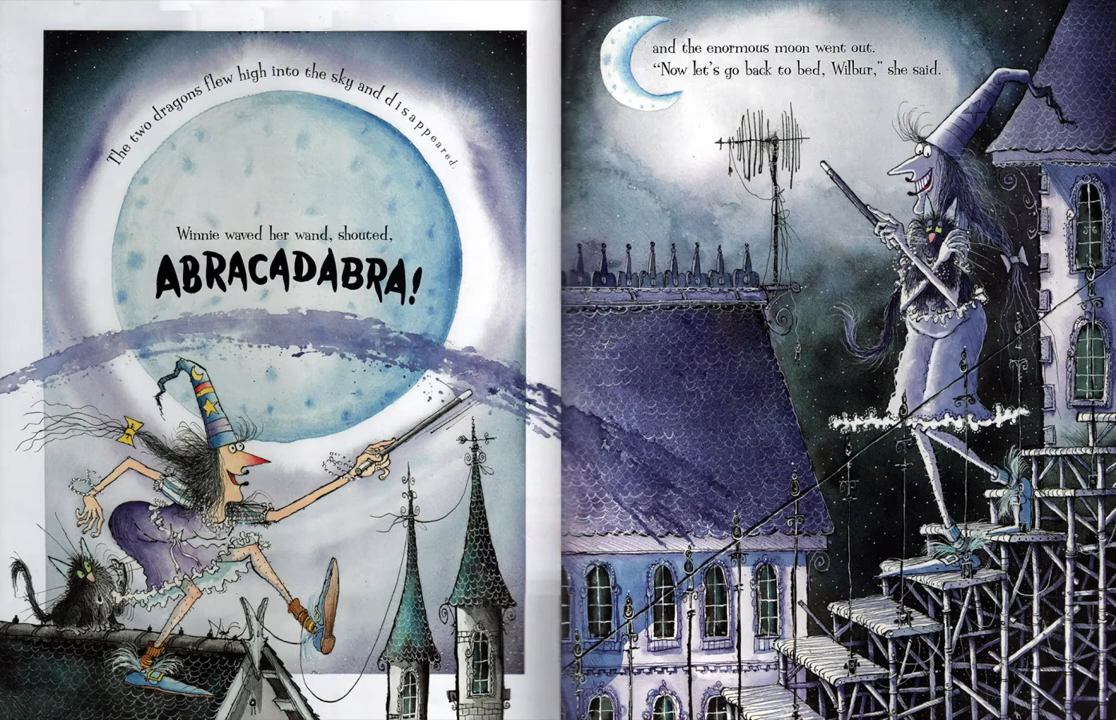 The two dragons flew high into the sky and disappeared.
Winnie waved her wand, shouted,
ABRACADABRA!
and the enormous moon went out.
“Now let’s go back to bed, Wilbur,” she said.